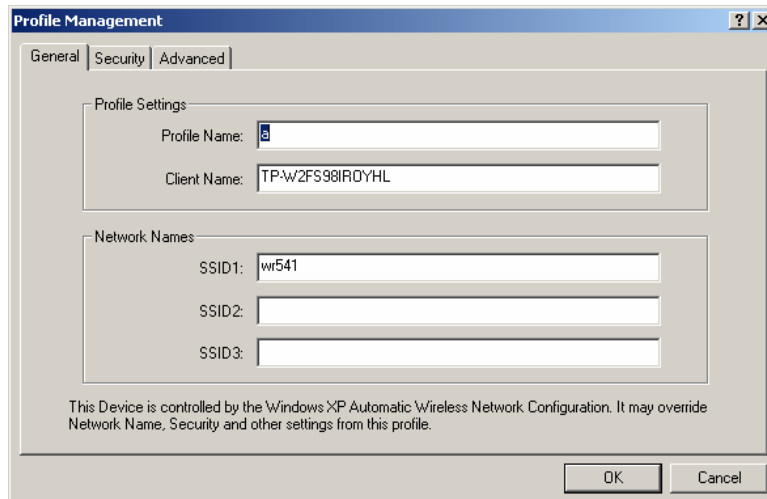 Profile Management
General Security Advanced
Profile Settings
Profile Name: a
Client Name: TP-W2FS98IROYHL
Network Names
SSID1: wr541
SSID2:
SSID3:
This Device is controlled by the Windows XP Automatic Wireless Network Configuration. It may override
Network Name, Security and other settings from this profile.
OK Cancel